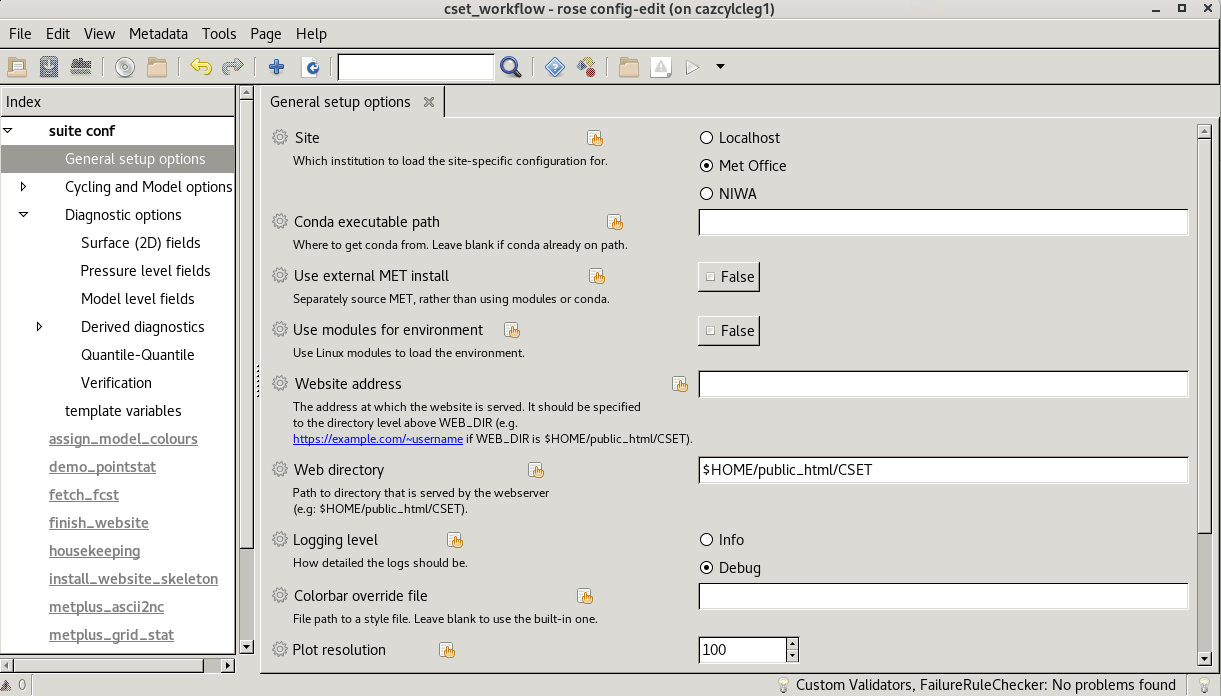 cset_workflow - rose config-edit (on cazcylcleg1)
File Edit View Metadata Tools Page Help
Index
suite conf
General setup options
Cycling and Model options
Diagnostic options
Surface (2D) fields
Pressure level fields
Model level fields
Derived diagnostics
Quantile-Quantile
Verification
template variables
assign_model_colours
demo_pointstat
fetch_fcst
finish_website
housekeeping
install_website_skeleton
metplus_ascii2nc
metplus_grid_stat
General setup options
Site
Which institution to load the site-specific configuration for.
Localhost
Met Office
NIWA
Conda executable path
Where to get conda from. Leave blank if conda already on path.
Use external MET install
False
Separately source MET, rather than using modules or conda.
Use modules for environment
False
Use Linux modules to load the environment.
Website address
The address at which the website is served. It should be specified
to the directory level above WEB_DIR (e.g.
https://example.com/~username if WEB_DIR is $HOME/public_html/CSET).
Web directory
$HOME/public_html/CSET
Path to directory that is served by the webserver
(e.g: $HOME/public_html/CSET).
Logging level
Info
How detailed the logs should be.
Debug
Colorbar override file
File path to a style file. Leave blank to use the built-in one.
Plot resolution
100
0
Custom Validators, FailureRuleChecker: No problems found